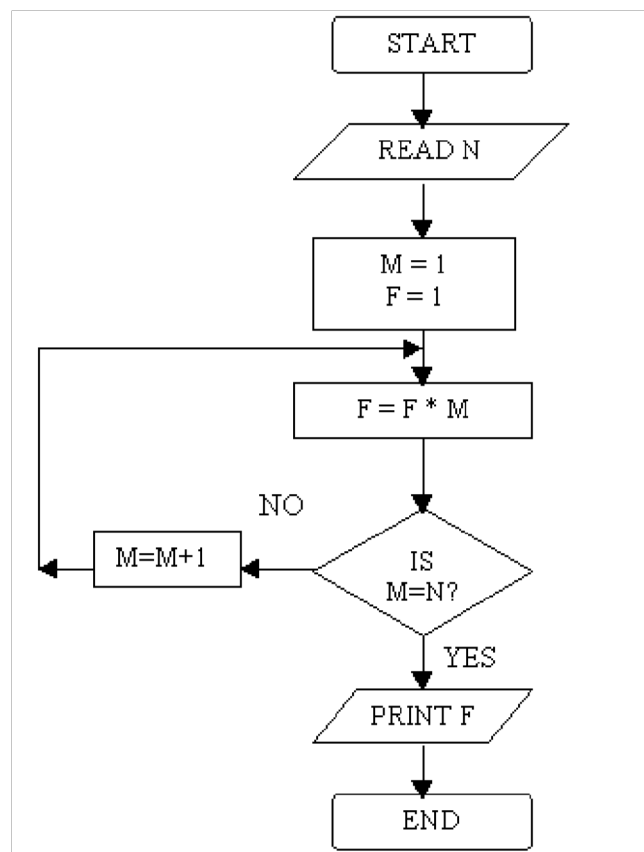 START
READ N
M = 1
F = 1
F = F * M
NO
M=M+1
IS
M=N?
YES
PRINT F
END